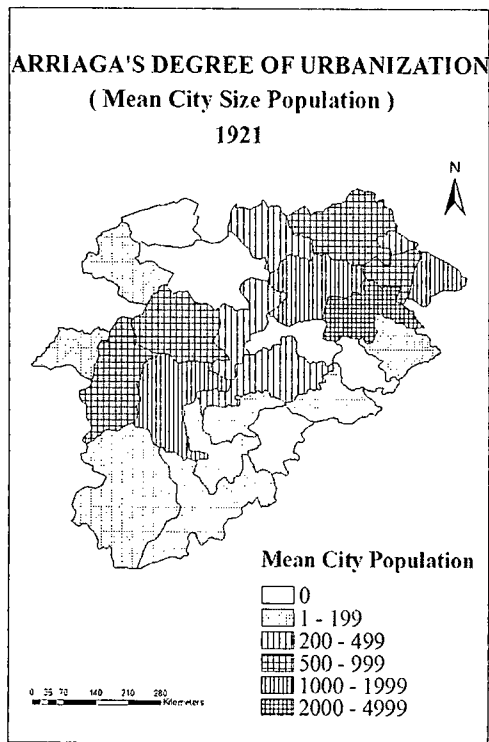 ARRIAGA'S DEGREE OF URBANIZATION
( Mean City Size Population )
1921
N
Mean City Population
0
1 - 199
200 - 499
500 - 999
1000 - 1999
2000 - 4999
0 35 70 140 210 280
Kilometers